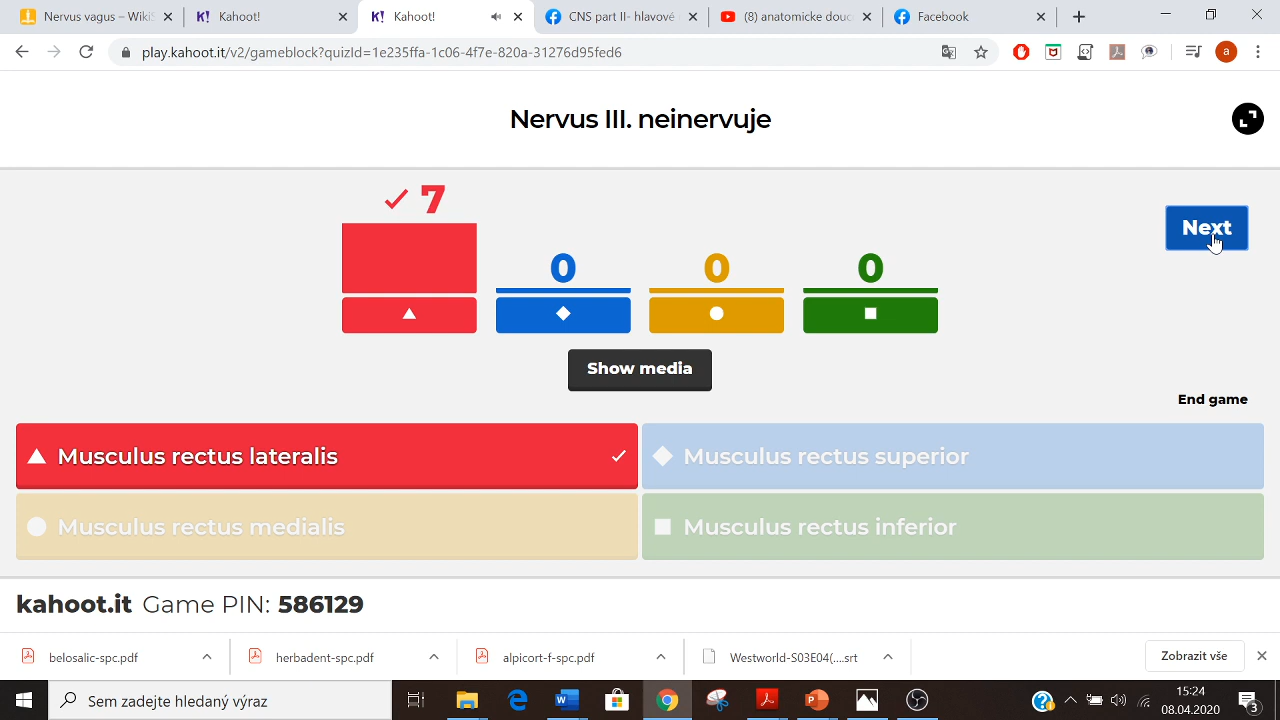 Nervus vagus – WikiS
K! Kahoot!
K! Kahoot!
CNS part II- hlavové
(8) anatomicke douc
Facebook
play.kahoot.it/v2/gameblock?quizId=1e235ffa-1c06-4f7e-820a-31276d95fed6
a
Nervus III. neinervuje
7
0
0
0
Next
Show media
End game
Musculus rectus lateralis
Musculus rectus superior
Musculus rectus medialis
Musculus rectus inferior
kahoot.it Game PIN: 586129
belosalic-spc.pdf
herbadent-spc.pdf
alpicort-f-spc.pdf
Westworld-S03E04(....srt
Zobrazit vše
Sem zadejte hledaný výraz
15:24
08.04.2020
3